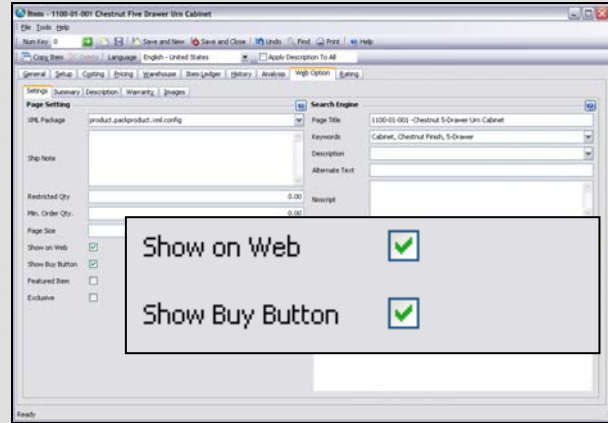 Item - 1100-01-001 Chestnut Five Drawer Urn Cabinet
File Tools Help
Num Key 0 Save and New Save and Close Undo Find Print Help
Copy Item Delete Language English - United States Apply Description To All
General Setup Costing Pricing Warehouse Item Ledger History Analysis Web Option Rating
Settings Summary Description Warranty Images
Page Setting Search Engine
XML Package product.packproduct.xml.config Page Title 1100-01-001 -Chestnut 5-Drawer Urn Cabinet
Keywords Cabinet, Chestnut Finish, 5-Drawer
Ship Note Description
Alternate Text
Restricted Qty 0.00 Noscript
Min. Order Qty. 0.00
Page Size
Show on Web
Show Buy Button
Featured Item
Exclusive
Show on Web
Show Buy Button
Ready